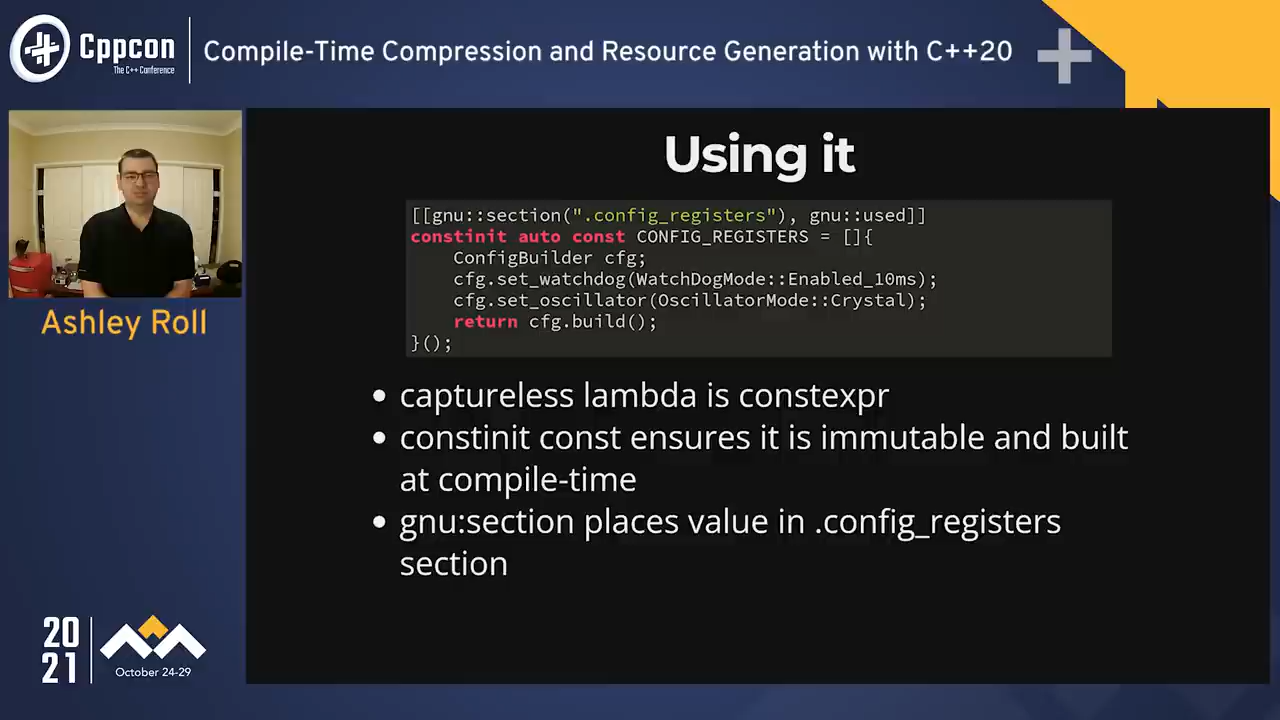 Cppcon
The C++ Conference
Compile-Time Compression and Resource Generation with C++20
Ashley Roll
Using it
[[gnu::section(".config_registers"), gnu::used]]
constinit auto const CONFIG_REGISTERS = []{
    ConfigBuilder cfg;
    cfg.set_watchdog(WatchDogMode::Enabled_10ms);
    cfg.set_oscillator(OscillatorMode::Crystal);
    return cfg.build();
}();
• captureless lambda is constexpr
• constinit const ensures it is immutable and built
at compile-time
• gnu:section places value in .config_registers
section
20
21
October 24-29